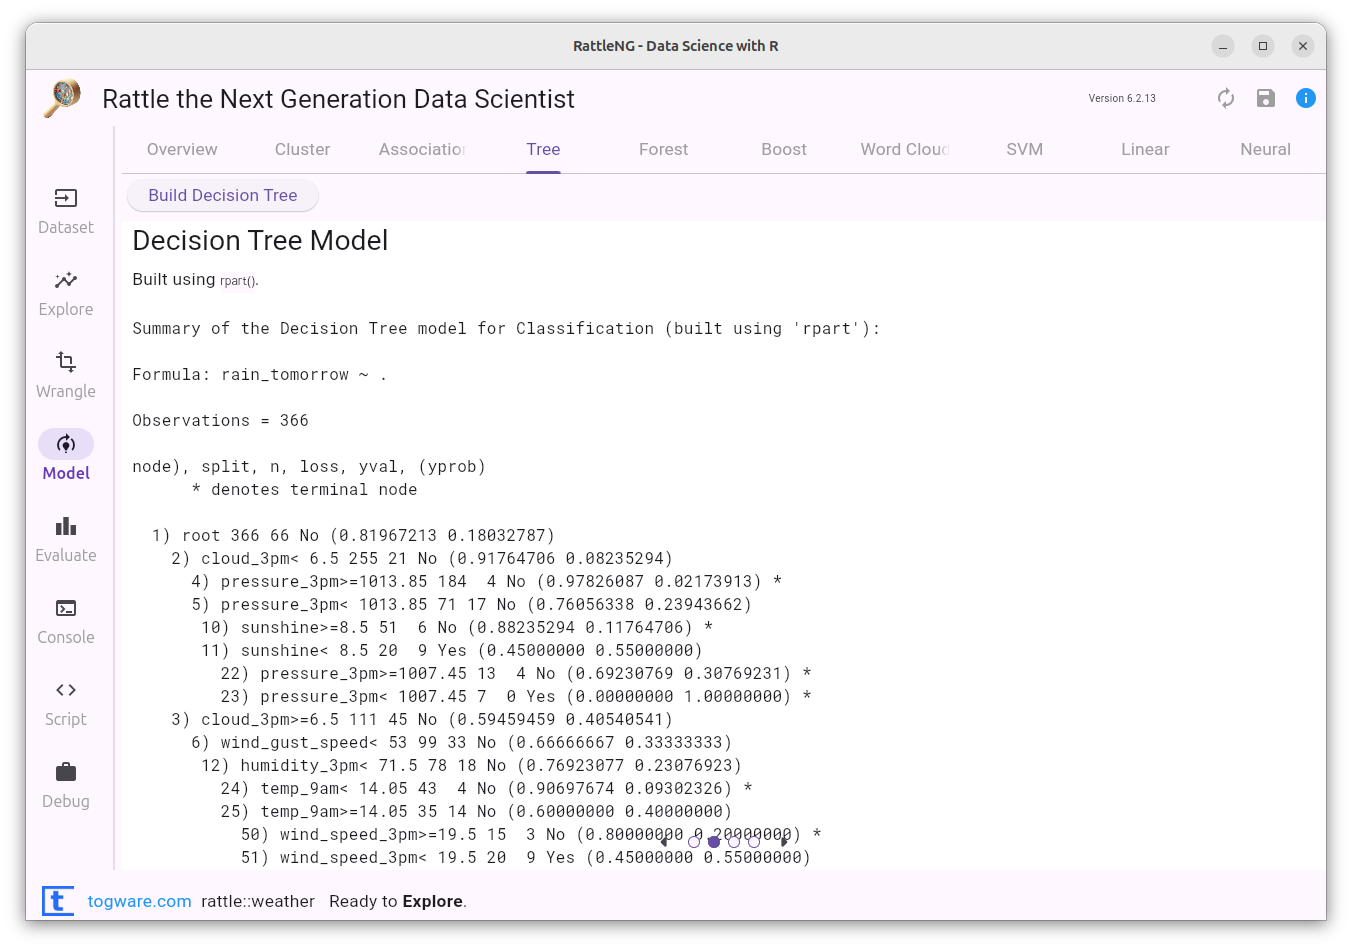 RattleNG - Data Science with R
Rattle the Next Generation Data Scientist
Version 6.2.13
Overview Cluster Association Tree Forest Boost Word Cloud SVM Linear Neural
Dataset
Explore
Wrangle
Model
Evaluate
Console
Script
Debug
Build Decision Tree
Decision Tree Model
Built using rpart().
Summary of the Decision Tree model for Classification (built using 'rpart'):
Formula: rain_tomorrow ~ .
Observations = 366
node), split, n, loss, yval, (yprob)
* denotes terminal node
1) root 366 66 No (0.81967213 0.18032787)
2) cloud_3pm< 6.5 255 21 No (0.91764706 0.08235294)
4) pressure_3pm>=1013.85 184  4 No (0.97826087 0.02173913) *
5) pressure_3pm< 1013.85 71 17 No (0.76056338 0.23943662)
10) sunshine>=8.5 51  6 No (0.88235294 0.11764706) *
11) sunshine< 8.5 20  9 Yes (0.45000000 0.55000000)
22) pressure_3pm>=1007.45 13  4 No (0.69230769 0.30769231) *
23) pressure_3pm< 1007.45 7  0 Yes (0.00000000 1.00000000) *
3) cloud_3pm>=6.5 111 45 No (0.59459459 0.40540541)
6) wind_gust_speed< 53 99 33 No (0.66666667 0.33333333)
12) humidity_3pm< 71.5 78 18 No (0.76923077 0.23076923)
24) temp_9am< 14.05 43  4 No (0.90697674 0.09302326) *
25) temp_9am>=14.05 35 14 No (0.60000000 0.40000000)
50) wind_speed_3pm>=19.5 15  3 No (0.80000000 0.20000000) *
51) wind_speed_3pm< 19.5 20  9 Yes (0.45000000 0.55000000)
t togware.com rattle::weather Ready to Explore.